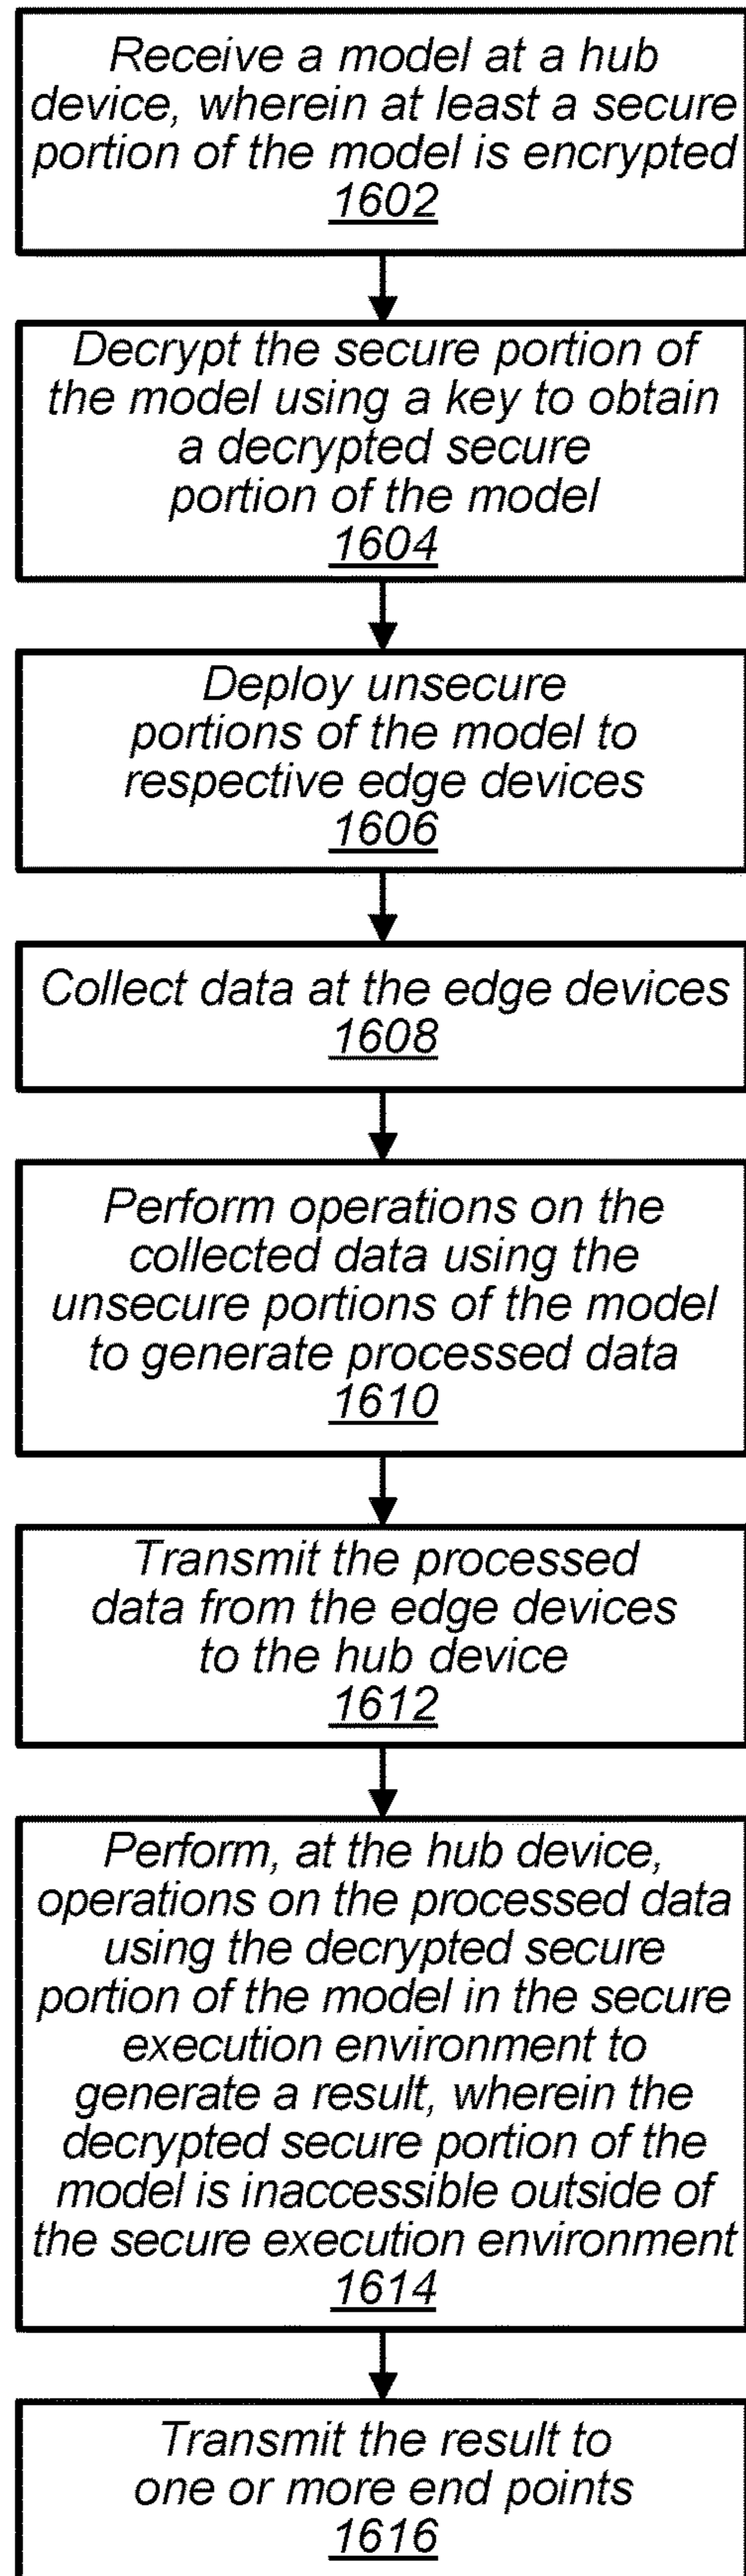 Receive a model at a hub
device, wherein at least a secure
portion of the model is encrypted
1602
Decrypt the secure portion of
the model using a key to obtain
a decrypted secure
portion of the model
1604
Deploy unsecure
portions of the model to
respective edge devices
1606
Collect data at the edge devices
1608
Perform operations on the
collected data using the
unsecure portions of the model
to generate processed data
1610
Transmit the processed
data from the edge devices
to the hub device
1612
Perform, at the hub device,
operations on the processed data
using the decrypted secure
portion of the model in the secure
execution environment to
generate a result, wherein the
decrypted secure portion of the
model is inaccessible outside of
the secure execution environment
1614
Transmit the result to
one or more end points
1616